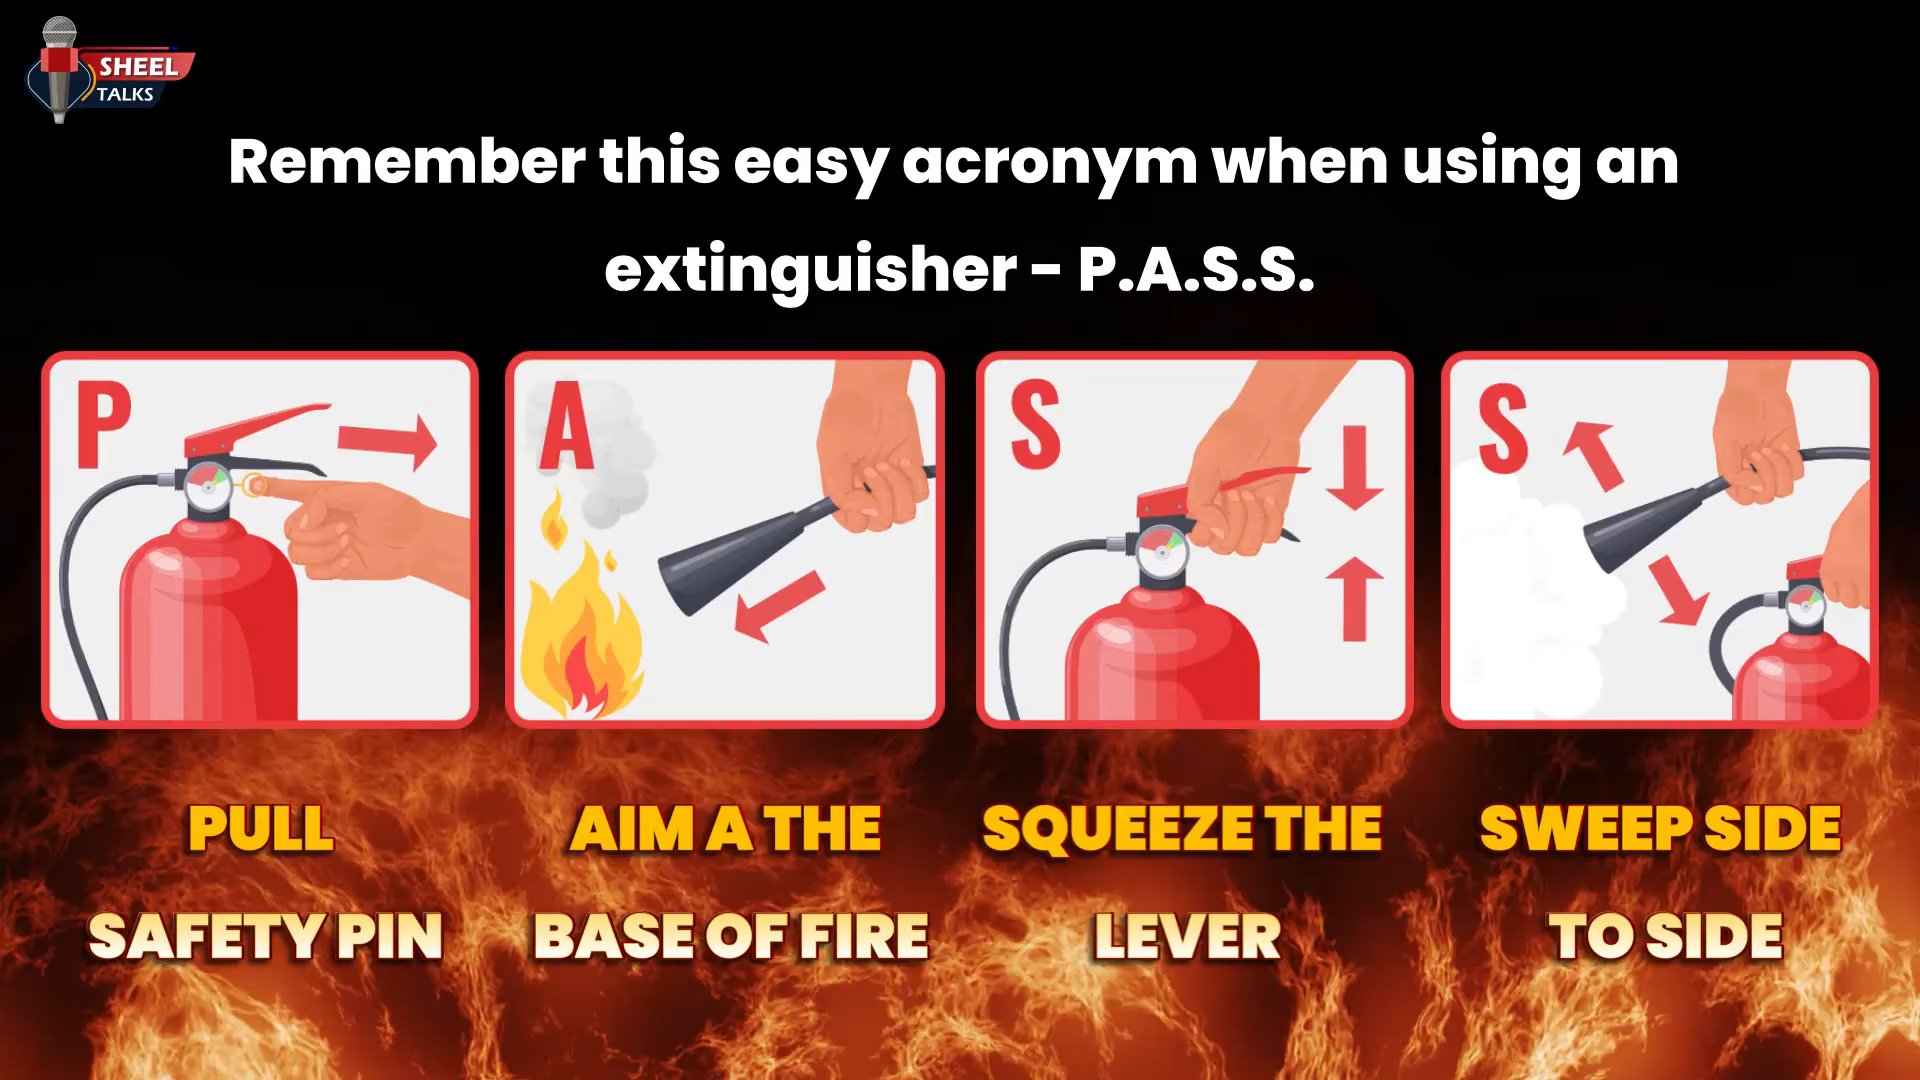 SHEEL
TALKS
Remember this easy acronym when using an
extinguisher - P.A.S.S.
P
A
S
S
PULL
SAFETY PIN
AIM A THE
BASE OF FIRE
SQUEEZE THE
LEVER
SWEEP SIDE
TO SIDE